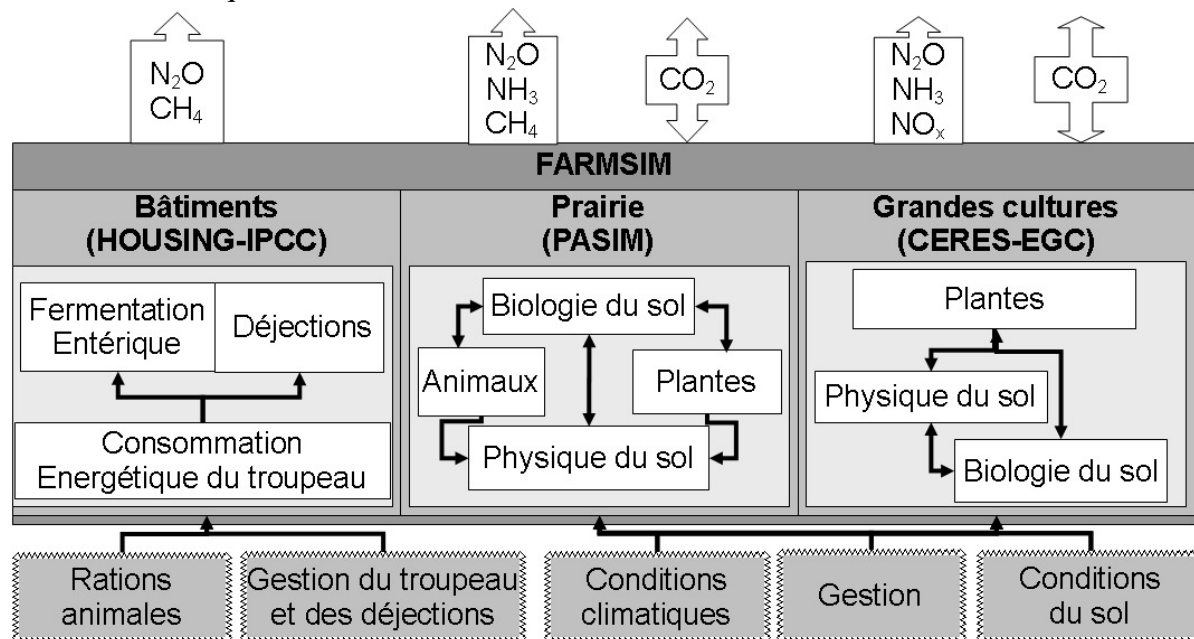 N₂O
CH₄
N₂O
NH₃
CH₄
CO₂
N₂O
NH₃
NOₓ
CO₂
FARMSIM
Bâtiments
(HOUSING-IPCC)
Prairie
(PASIM)
Grandes cultures
(CERES-EGC)
Fermentation
Entérique
Déjections
Consommation
Energétique du troupeau
Biologie du sol
Animaux
Plantes
Physique du sol
Plantes
Physique du sol
Biologie du sol
Rations
animales
Gestion du troupeau
et des déjections
Conditions
climatiques
Gestion
Conditions
du sol